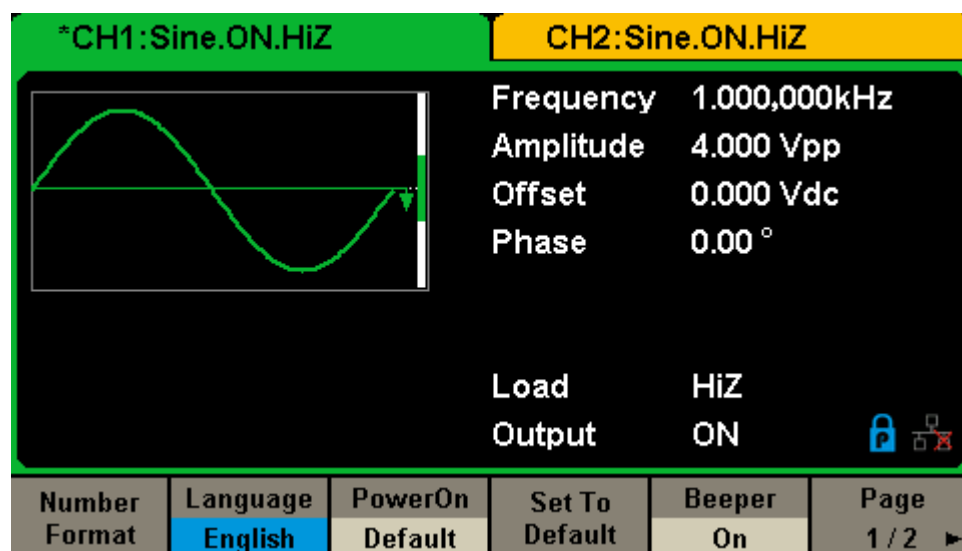 *CH1:Sine.ON.HiZ
CH2:Sine.ON.HiZ
Frequency 1.000,000kHz
Amplitude 4.000 Vpp
Offset 0.000 Vdc
Phase 0.00 °
Load HiZ
Output ON
P
Number Format
Language English
PowerOn Default
Set To Default
Beeper On
Page 1/2 ►